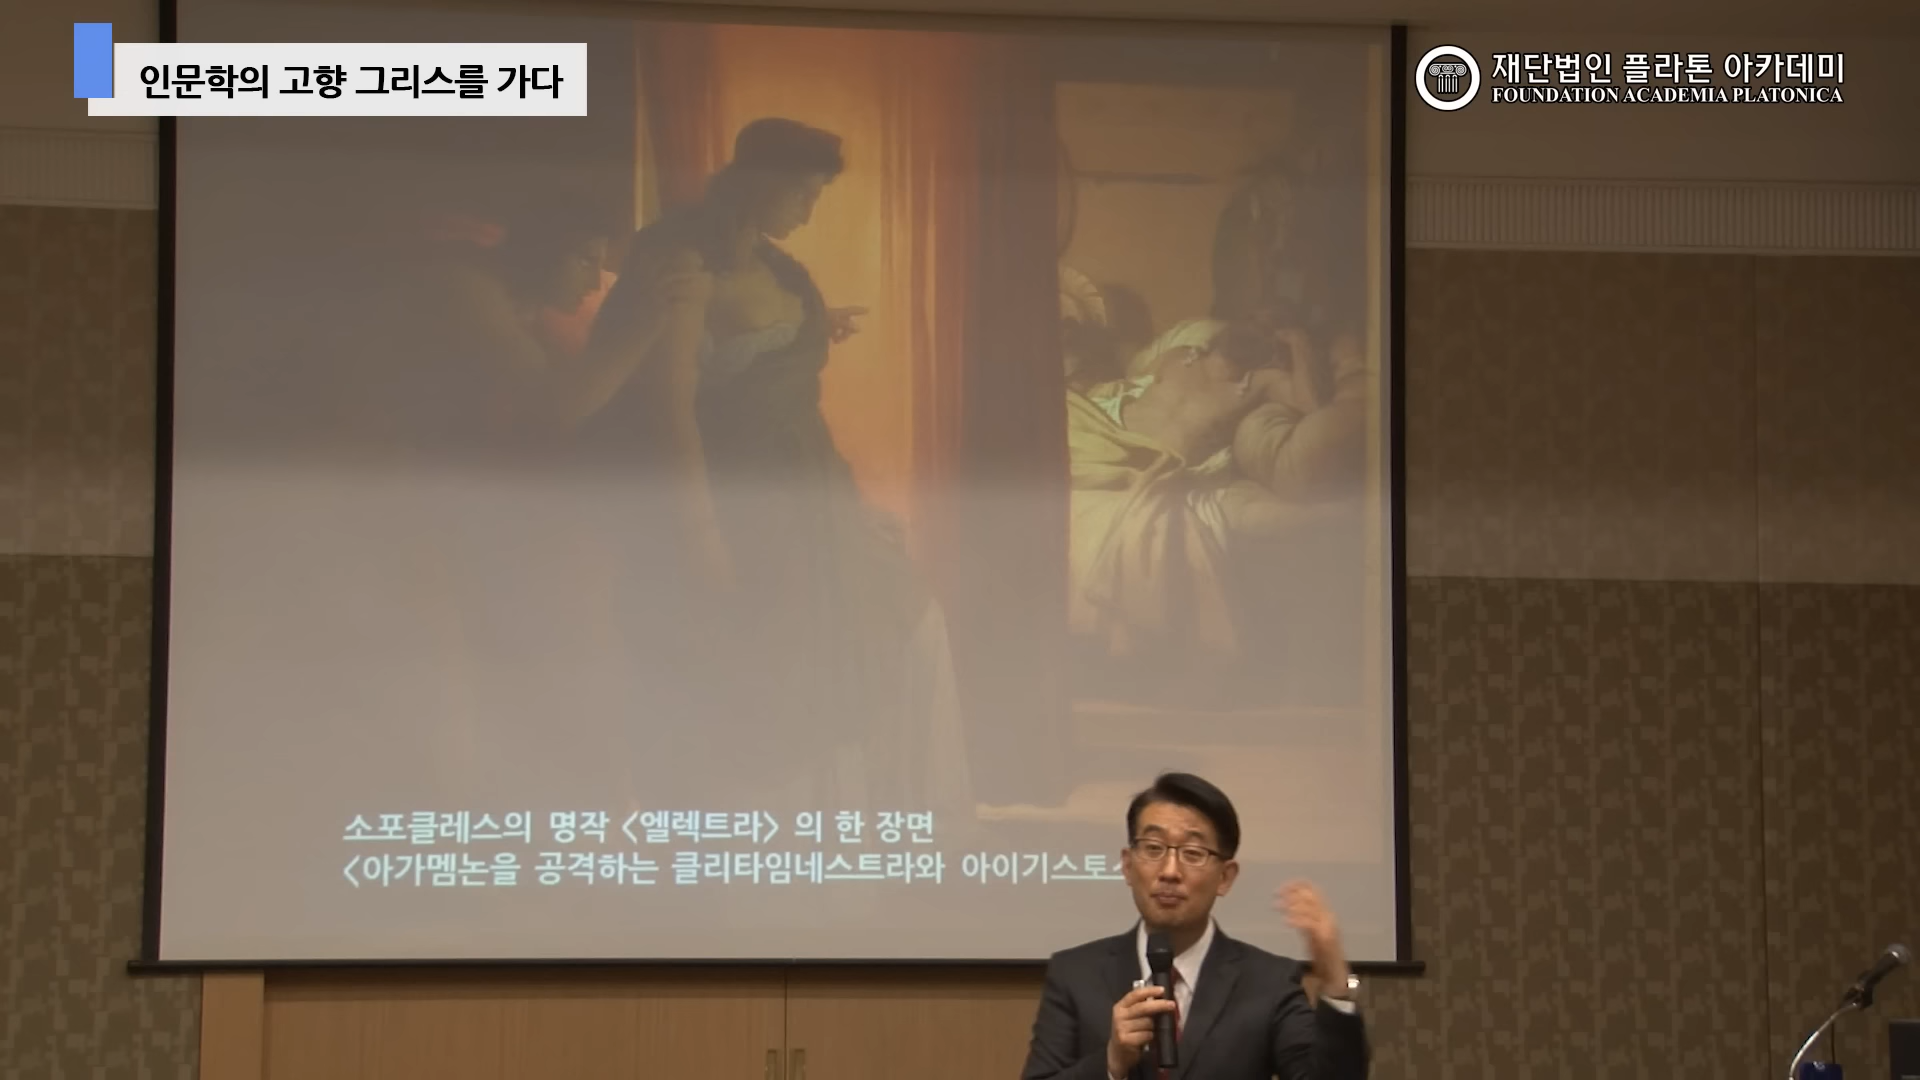 인문학의 고향 그리스를 가다
재단법인 플라톤 아카데미
FOUNDATION ACADEMIA PLATONICA
소포클레스의 명작 <엘렉트라> 의 한 장면
<아가멤논을 공격하는 클리타임네스트라와 아이기스토